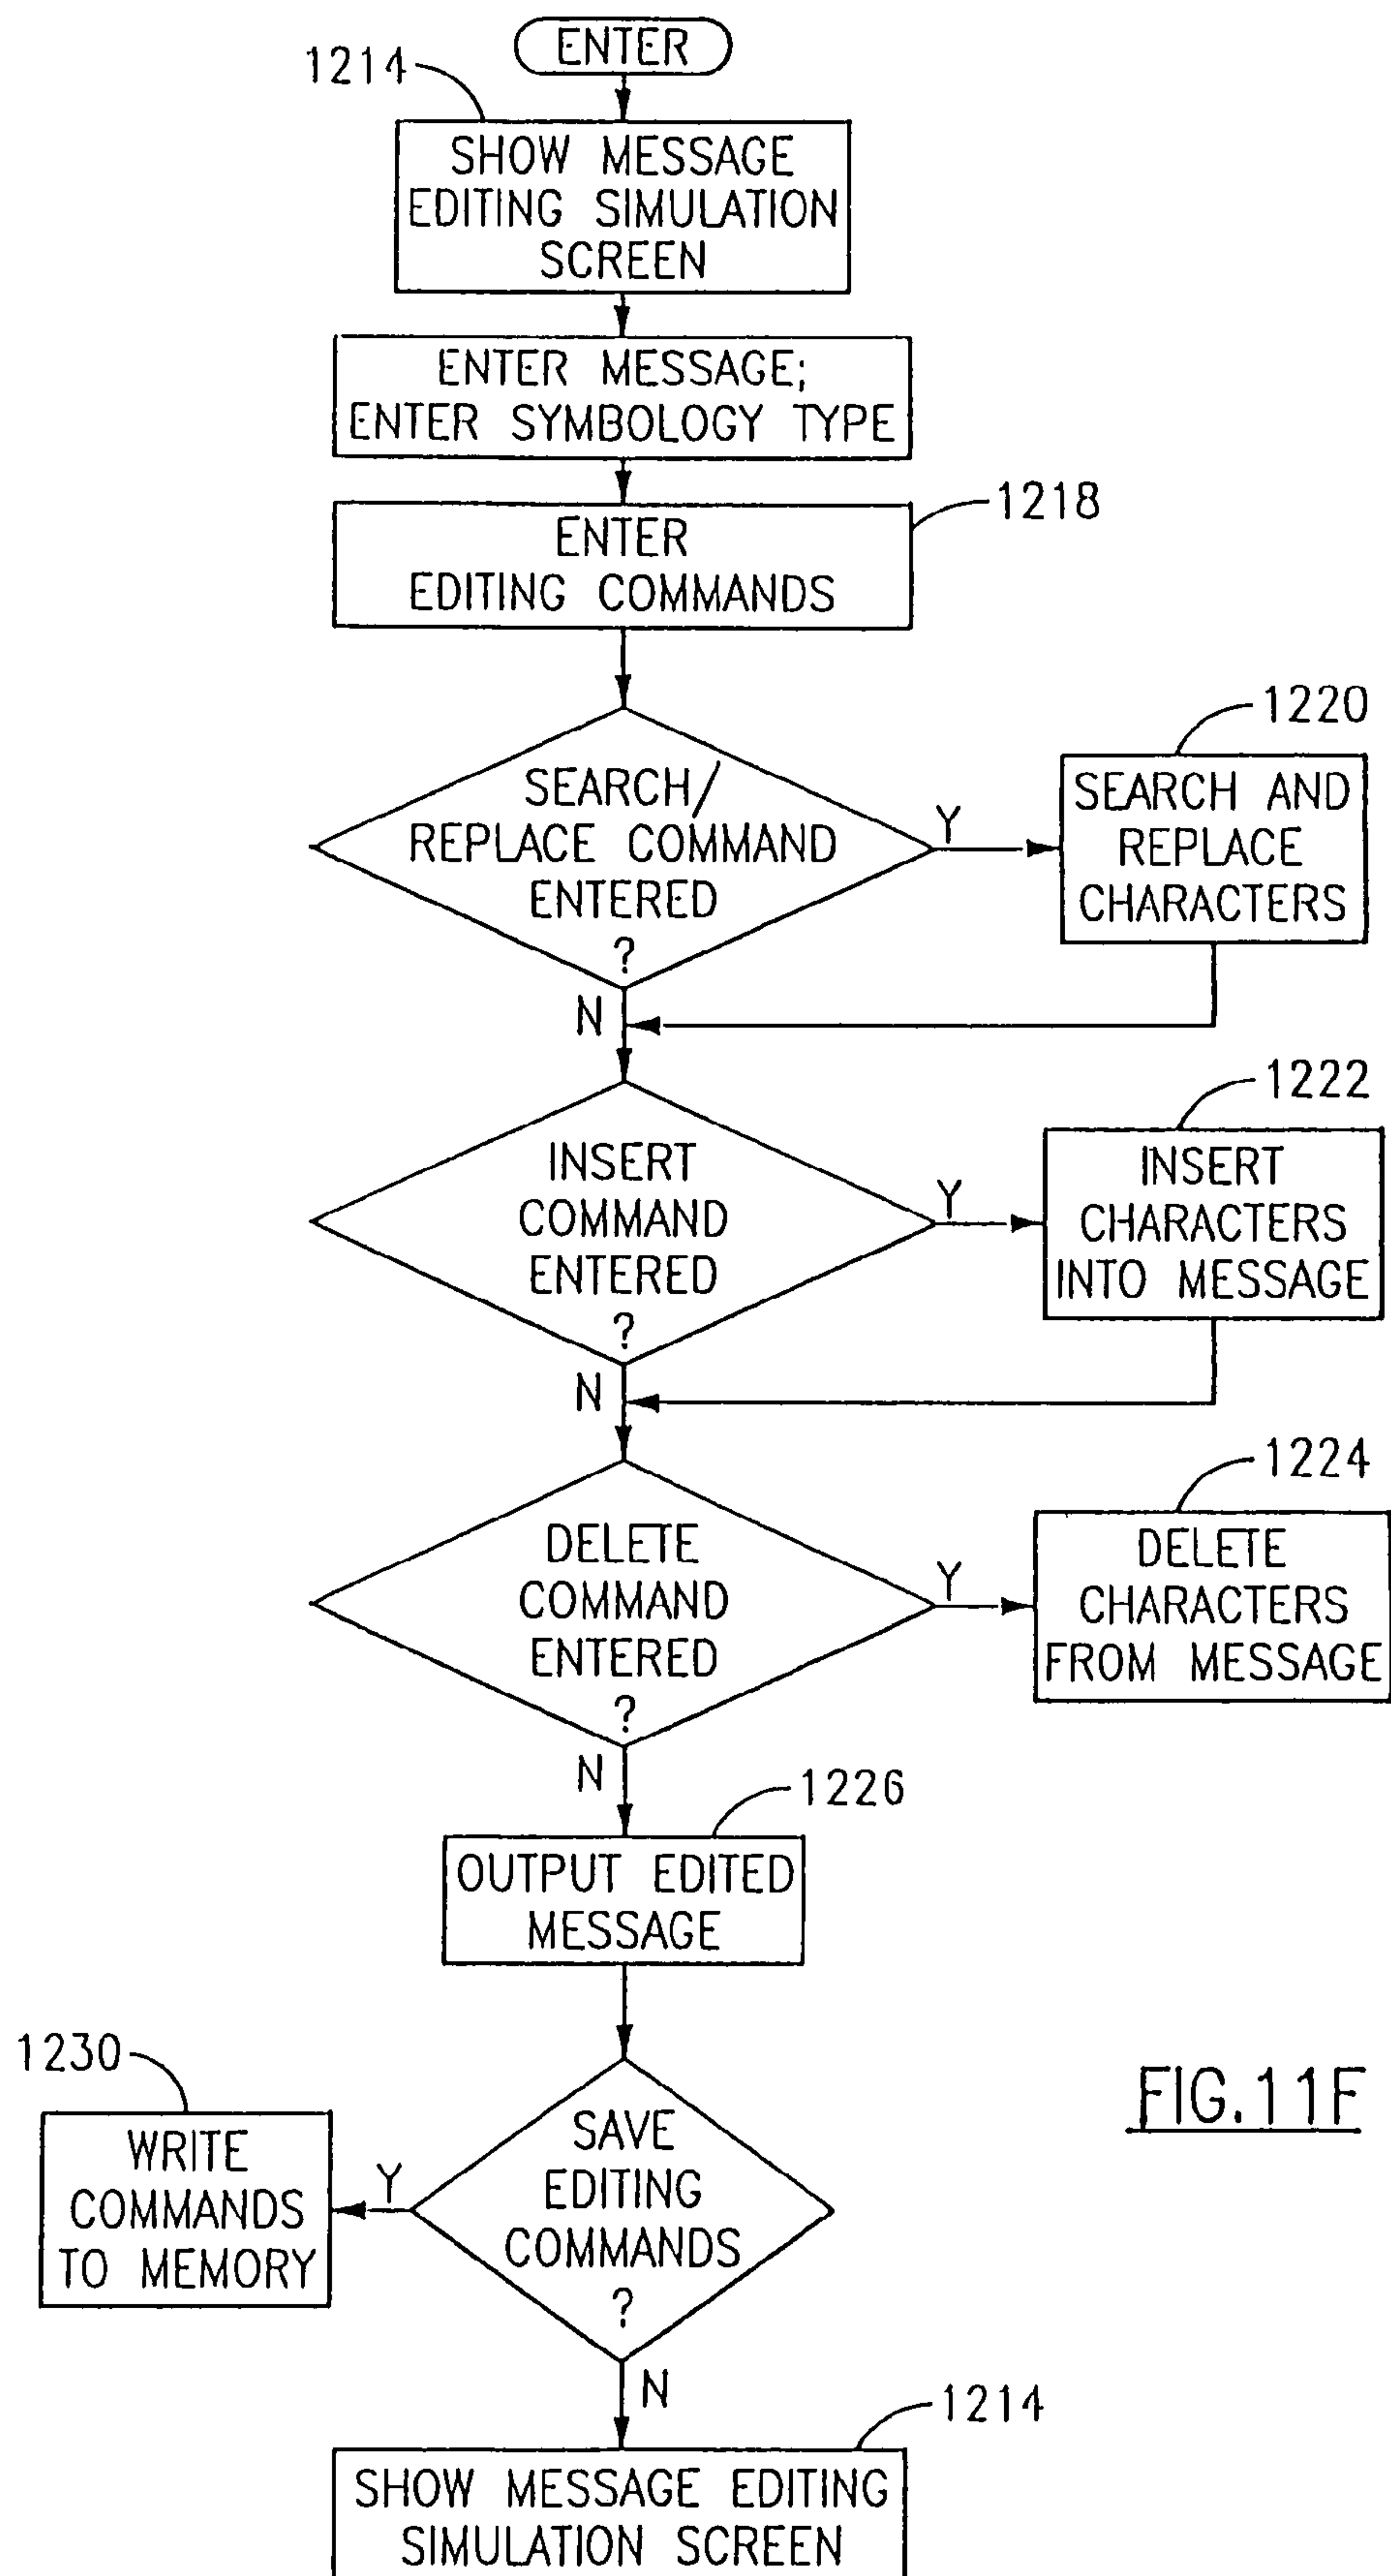 ENTER
1214
SHOW MESSAGE
EDITING SIMULATION
SCREEN
ENTER MESSAGE;
ENTER SYMBOLOGY TYPE
1218
ENTER
EDITING COMMANDS
SEARCH/
REPLACE COMMAND
ENTERED
?
Y
1220
SEARCH AND
REPLACE
CHARACTERS
N
INSERT
COMMAND
ENTERED
?
Y
1222
INSERT
CHARACTERS
INTO MESSAGE
N
DELETE
COMMAND
ENTERED
?
Y
1224
DELETE
CHARACTERS
FROM MESSAGE
N
1226
OUTPUT EDITED
MESSAGE
SAVE
EDITING
COMMANDS
?
Y
1230
WRITE
COMMANDS
TO MEMORY
N
1214
SHOW MESSAGE EDITING
SIMULATION SCREEN
FIG.11F